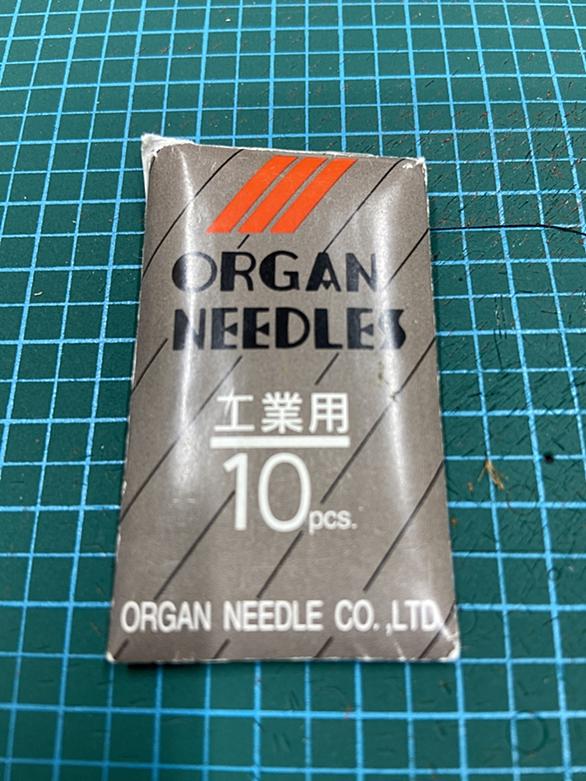 ORGAN
NEEDLES
工業用
10pcs.
ORGAN NEEDLE CO.,LTD.